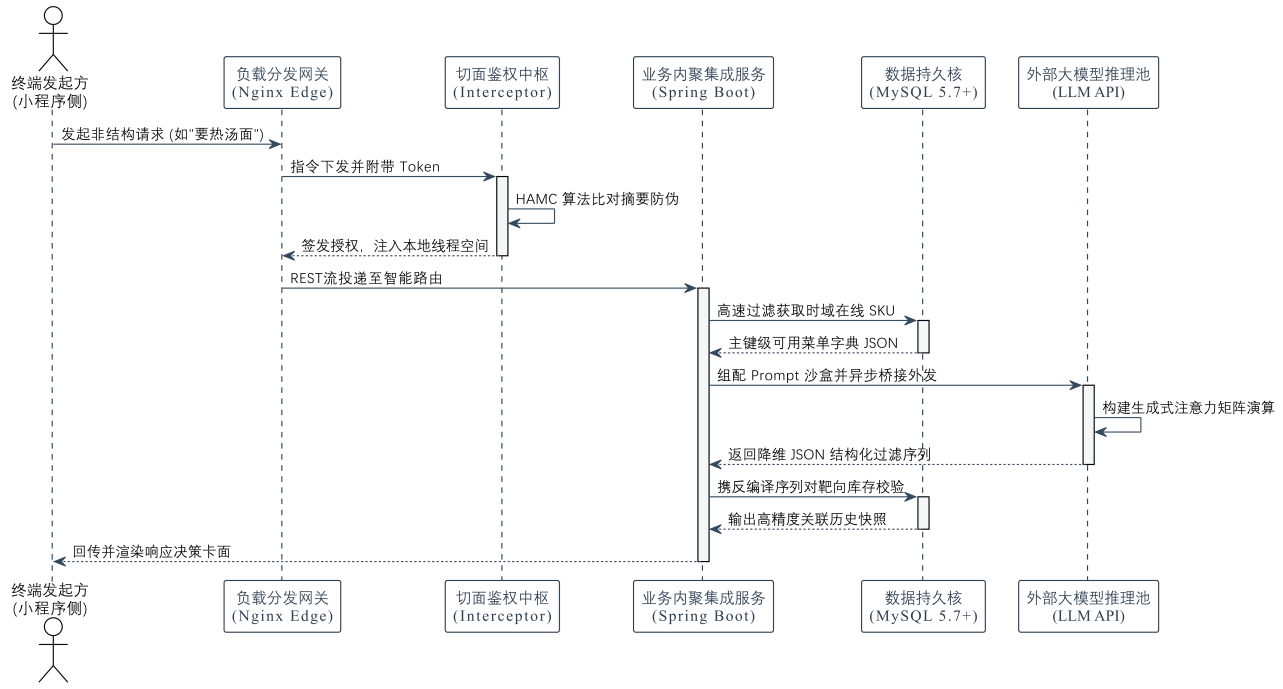 终端发起方
(小程序侧)
负载分发网关
(Nginx Edge)
切面鉴权中枢
(Interceptor)
业务内聚集成服务
(Spring Boot)
数据持久核
(MySQL 5.7+)
外部大模型推理池
(LLM API)
发起非结构请求 (如"要热汤面")
指令下发并附带 Token
HAMC 算法比对摘要防伪
签发授权，注入本地线程空间
REST流投递至智能路由
高速过滤获取时域在线 SKU
主键级可用菜单字典 JSON
组配 Prompt 沙盒并异步桥接外发
构建生成式注意力矩阵演算
返回降维 JSON 结构化过滤序列
携反编译序列对靶向库存校验
输出高精度关联历史快照
回传并渲染响应决策卡面
终端发起方
(小程序侧)
负载分发网关
(Nginx Edge)
切面鉴权中枢
(Interceptor)
业务内聚集成服务
(Spring Boot)
数据持久核
(MySQL 5.7+)
外部大模型推理池
(LLM API)